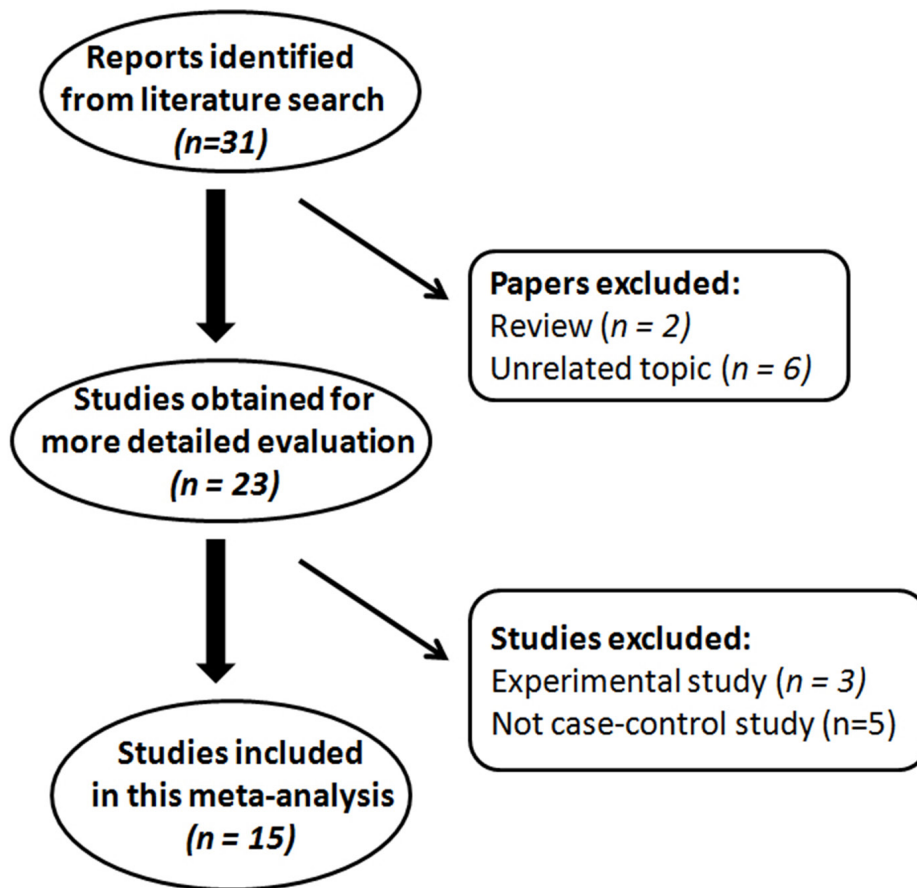 Reports identified
from literature search
(n=31)
Papers excluded:
Review (n = 2)
Unrelated topic (n = 6)
Studies obtained for
more detailed evaluation
(n = 23)
Studies excluded:
Experimental study (n = 3)
Not case-control study (n=5)
Studies included
in this meta-analysis
(n = 15)